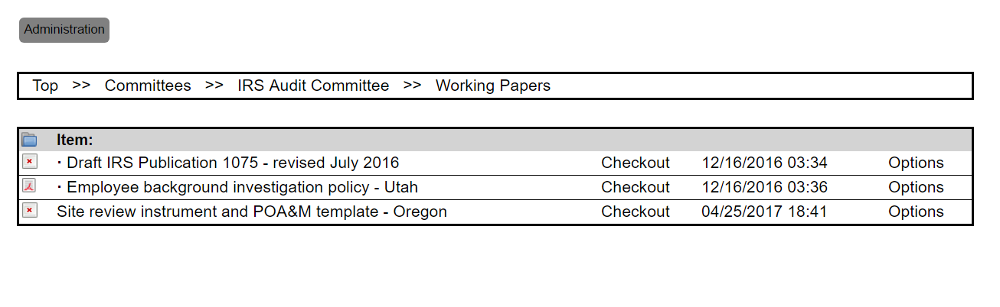 Administration
Top >> Committees >> IRS Audit Committee >> Working Papers
Item:
· Draft IRS Publication 1075 - revised July 2016 Checkout 12/16/2016 03:34 Options
· Employee background investigation policy - Utah Checkout 12/16/2016 03:36 Options
Site review instrument and POA&M template - Oregon Checkout 04/25/2017 18:41 Options